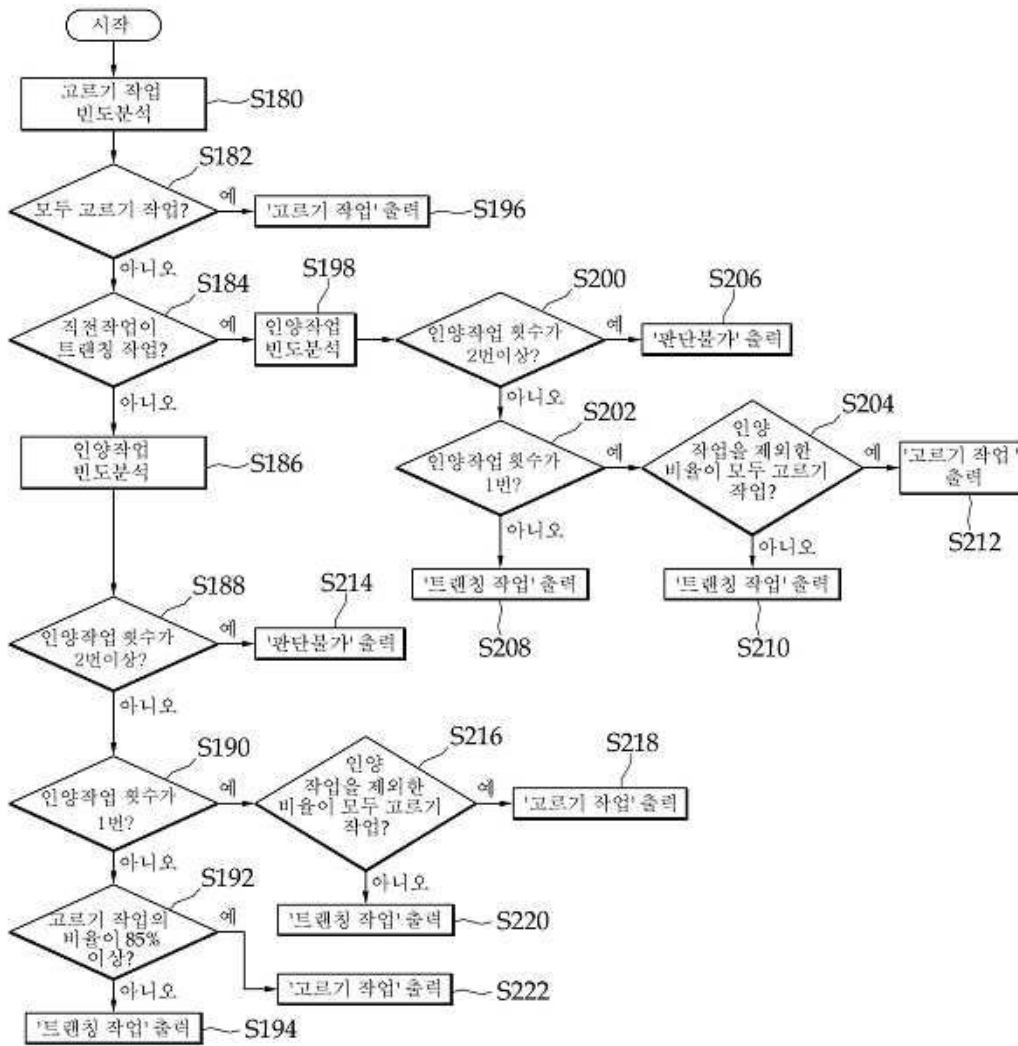 시작
고르기 작업
빈도분석
S180
S182
모두 고르기 작업?
예
'고르기 작업' 출력
S196
아니오
S184
직전작업이
트랜칭 작업?
예
S198
인양작업
빈도분석
S200
인양작업 횟수가
2번이상?
예
S206
'판단불가' 출력
아니오
아니오
인양작업
빈도분석
S186
S202
인양작업 횟수가
1번?
예
S204
인양
작업을 제외한
비율이 모두 고르기
작업?
예
'고르기 작업'
출력
S212
아니오
'트랜칭 작업' 출력
S208
아니오
'트랜칭 작업' 출력
S210
S188
인양작업 횟수가
2번이상?
예
S214
'판단불가' 출력
아니오
S190
인양작업 횟수가
1번?
예
S216
인양
작업을 제외한
비율이 모두 고르기
작업?
예
S218
'고르기 작업' 출력
아니오
'트랜칭 작업' 출력
S220
아니오
S192
고르기 작업의
비율이 85%
이상?
예
'고르기 작업' 출력
S222
아니오
'트랜칭 작업' 출력
S194